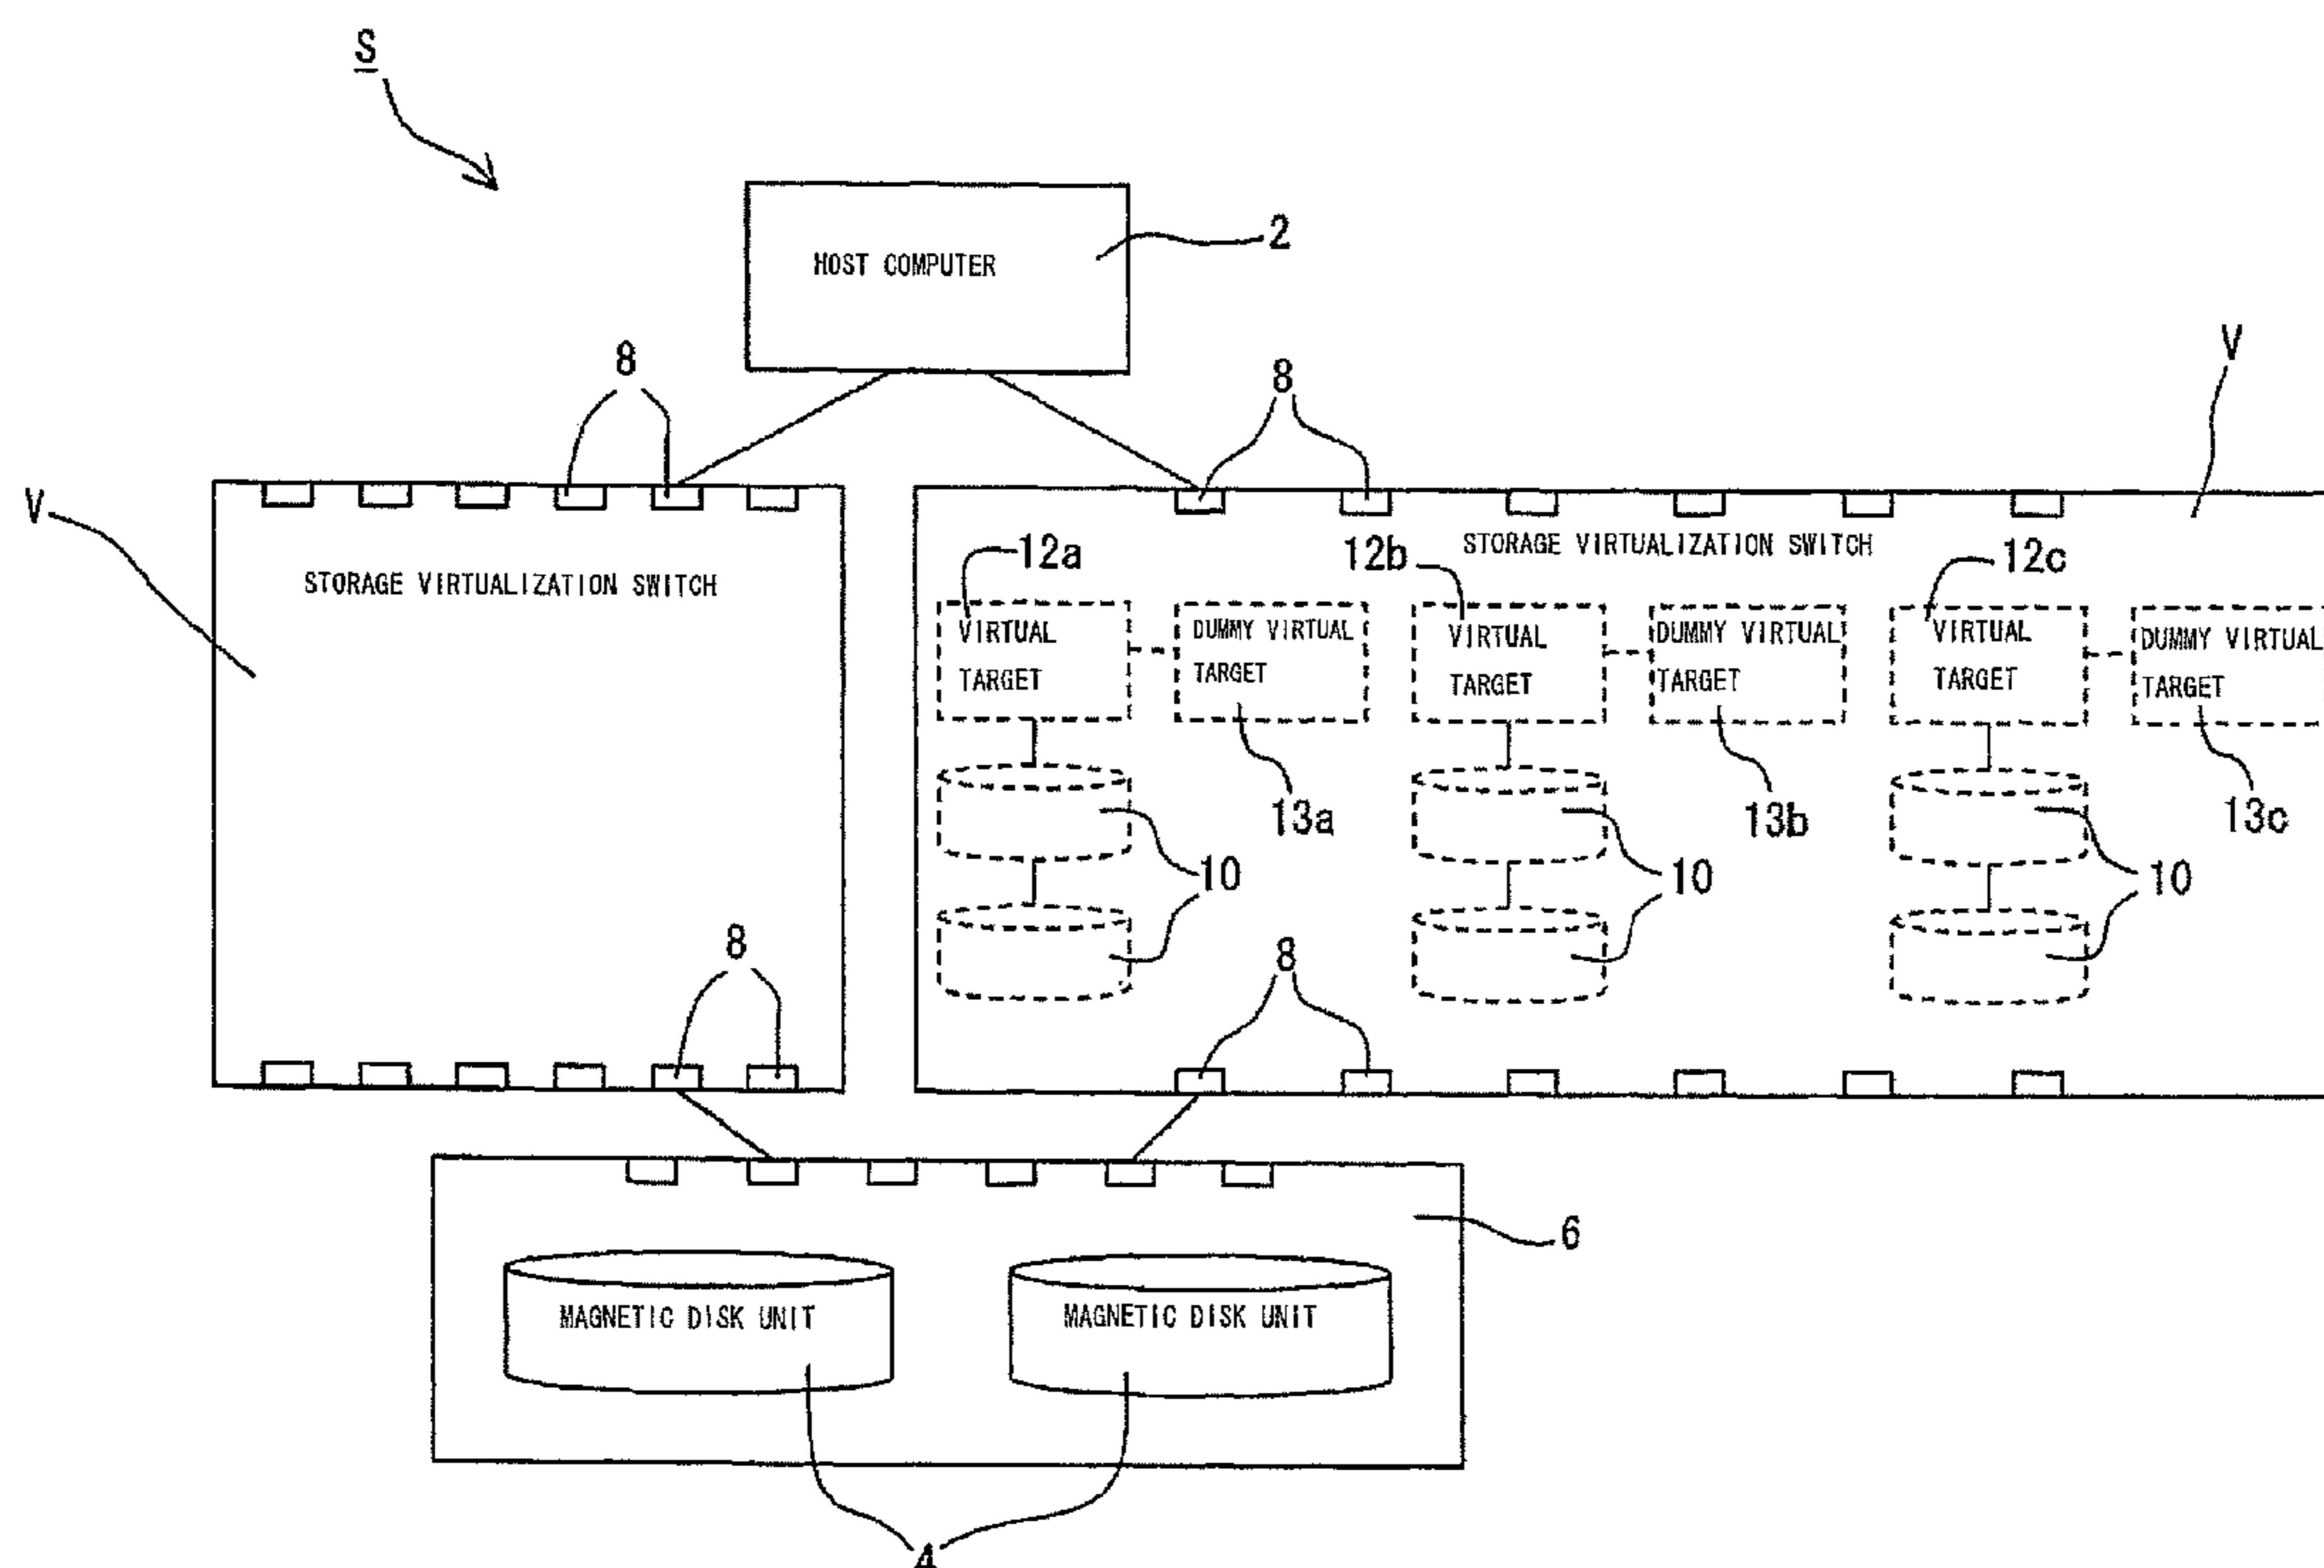 S
HOST COMPUTER
2
8
8
V
V
STORAGE VIRTUALIZATION SWITCH
STORAGE VIRTUALIZATION SWITCH
12a
12b
12c
VIRTUAL
TARGET
DUMMY VIRTUAL
TARGET
VIRTUAL
TARGET
DUMMY VIRTUAL
TARGET
VIRTUAL
TARGET
DUMMY VIRTUAL
TARGET
13a
13b
13c
10
10
10
8
8
6
MAGNETIC DISK UNIT
MAGNETIC DISK UNIT
4